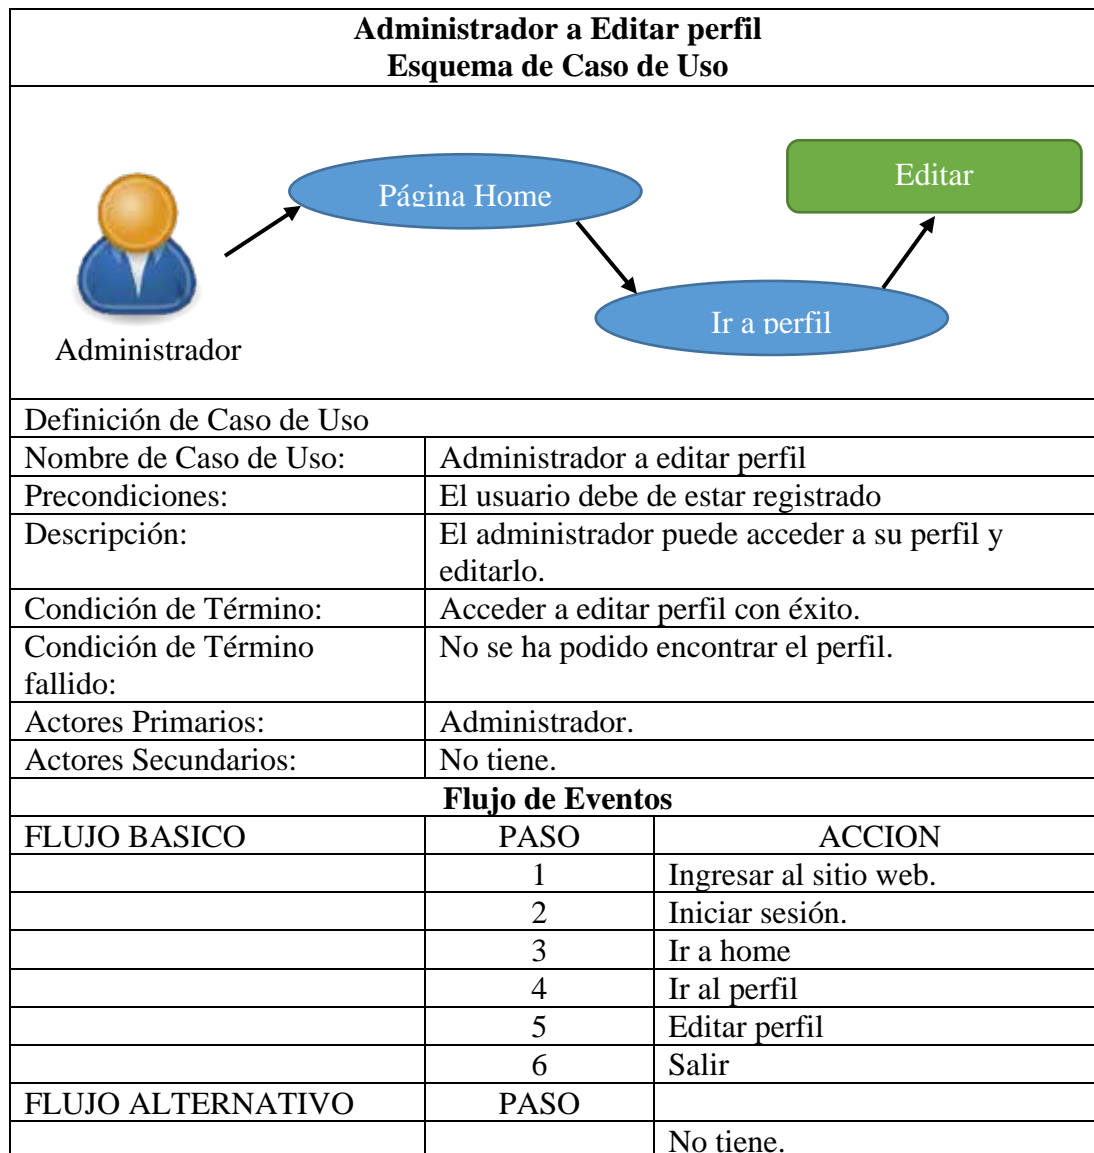 Administrador a Editar perfil
Esquema de Caso de Uso
Editar
Página Home
Ir a perfil
Administrador
Definición de Caso de Uso
Nombre de Caso de Uso: Administrador a editar perfil
Precondiciones: El usuario debe de estar registrado
Descripción: El administrador puede acceder a su perfil y
editarlo.
Condición de Término: Acceder a editar perfil con éxito.
Condición de Término No se ha podido encontrar el perfil.
fallido:
Actores Primarios: Administrador.
Actores Secundarios: No tiene.
Flujo de Eventos
FLUJO BASICO PASO ACCION
1 Ingresar al sitio web.
2 Iniciar sesión.
3 Ir a home
4 Ir al perfil
5 Editar perfil
6 Salir
FLUJO ALTERNATIVO PASO
No tiene.